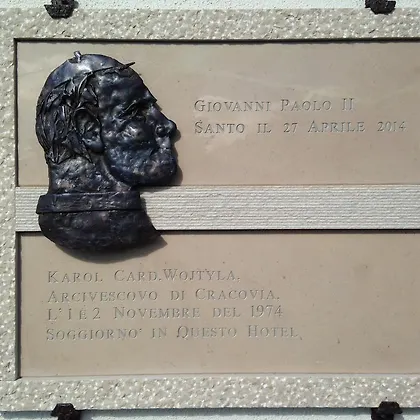 GIOVANNI PAOLO II
SANTO IL 27 APRILE 2014
KAROL CARD. WOJTYLA,
ARCIVESCOVO DI CRACOVIA.
L'1 E 2 NOVEMBRE DEL 1974
SOGGIORNO' IN QUESTO HOTEL.